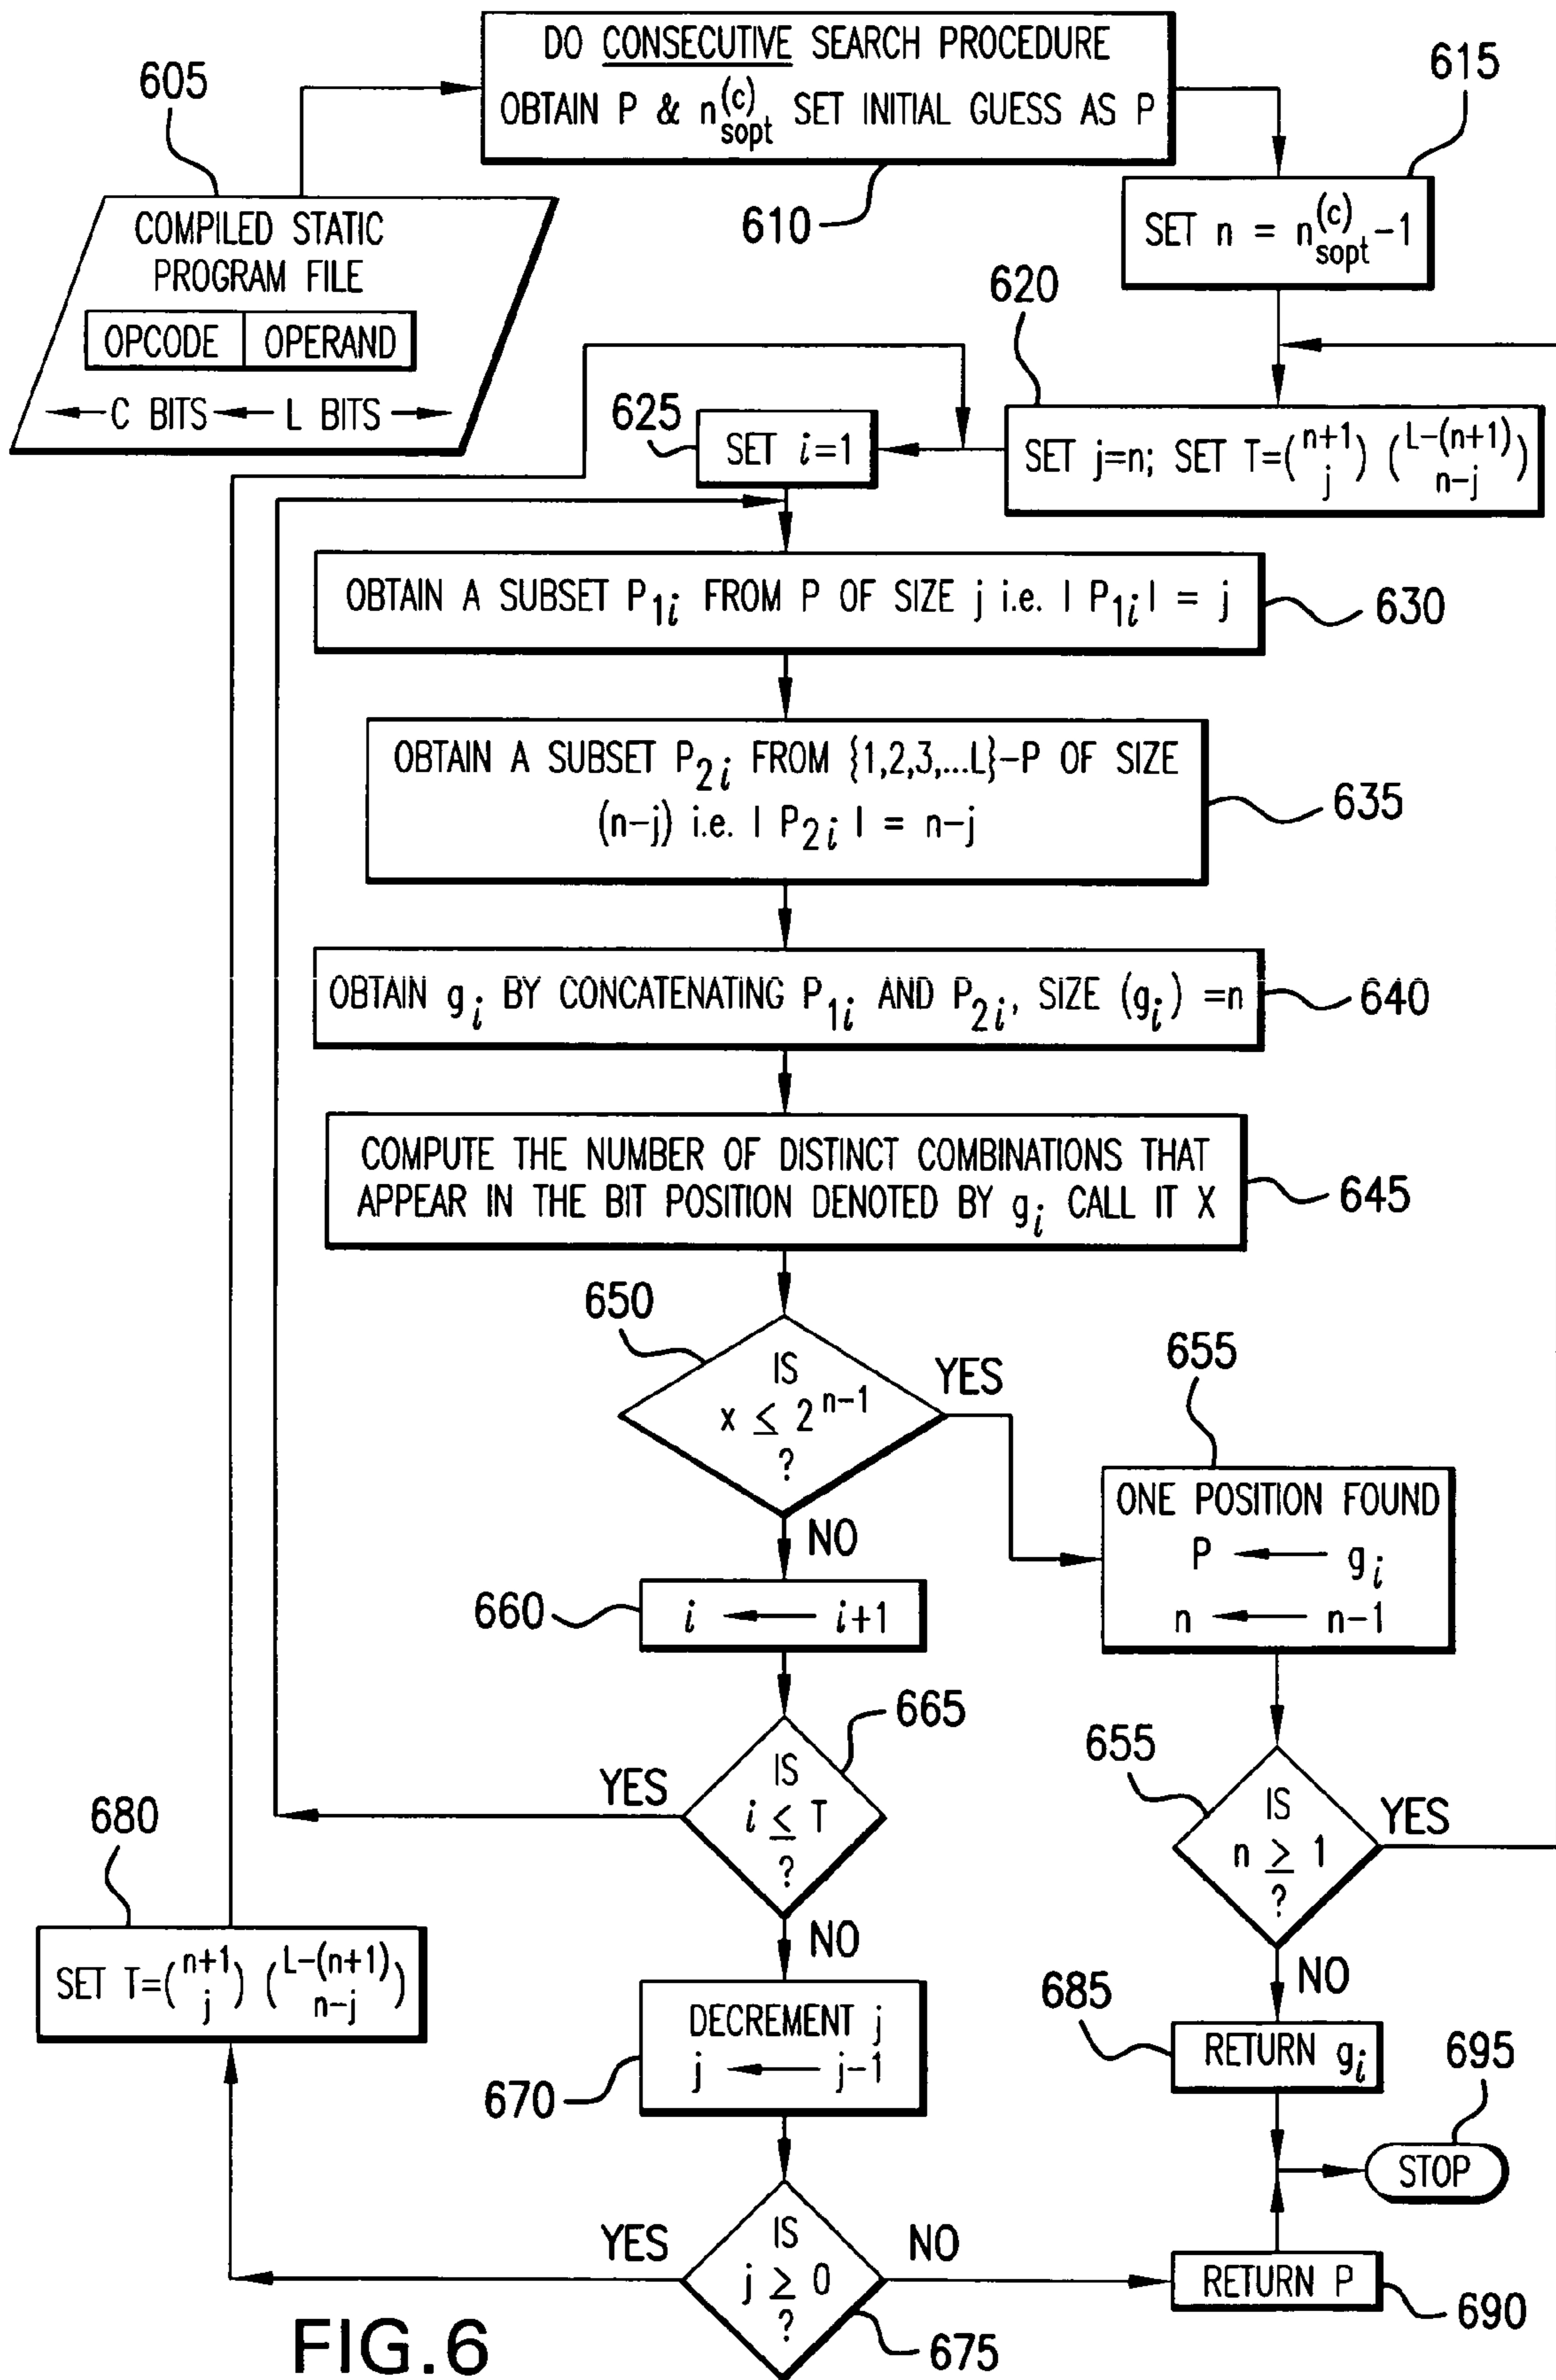 DO CONSECUTIVE SEARCH PROCEDURE
OBTAIN P & n_sopt^(c) SET INITIAL GUESS AS P
605
610
615
COMPILED STATIC
PROGRAM FILE
OPCODE OPERAND
C BITS L BITS
SET n = n_sopt^(c) -1
620
SET j=n; SET T=(n+1 j) (L-(n+1) n-j)
625
SET i=1
OBTAIN A SUBSET P1i FROM P OF SIZE j i.e. | P1i | = j
630
OBTAIN A SUBSET P2i FROM {1,2,3,...L}-P OF SIZE
(n-j) i.e. | P2i | = n-j
635
OBTAIN gi BY CONCATENATING P1i AND P2i, SIZE (gi) =n
640
COMPUTE THE NUMBER OF DISTINCT COMBINATIONS THAT
APPEAR IN THE BIT POSITION DENOTED BY gi CALL IT X
645
650
IS
x ≤ 2^n-1
?
YES
NO
655
ONE POSITION FOUND
P ← gi
n ← n-1
660
i ← i+1
665
IS
i ≤ T
?
YES
NO
655
IS
n ≥ 1
?
YES
NO
680
SET T=(n+1 j) (L-(n+1) n-j)
670
DECREMENT j
j ← j-1
685
RETURN gi
695
STOP
675
IS
j ≥ 0
?
YES
NO
RETURN P
690
FIG.6